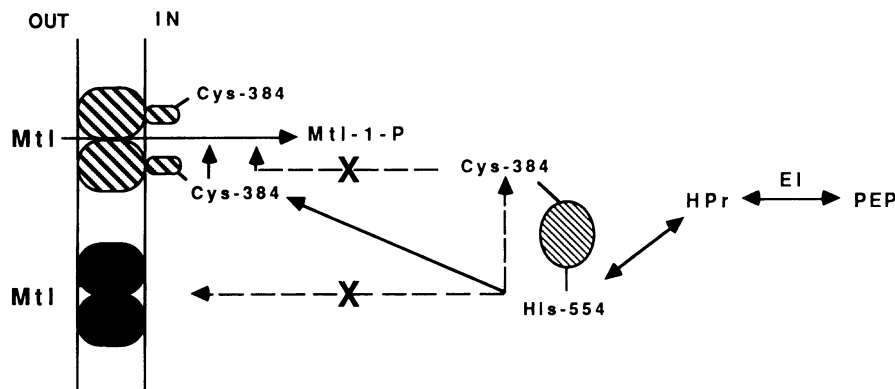 OUT IN
Cys-384
Mtl Mtl-1-P
X Cys-384
Cys-384
EI
HPr PEP
Mtl X
His-554